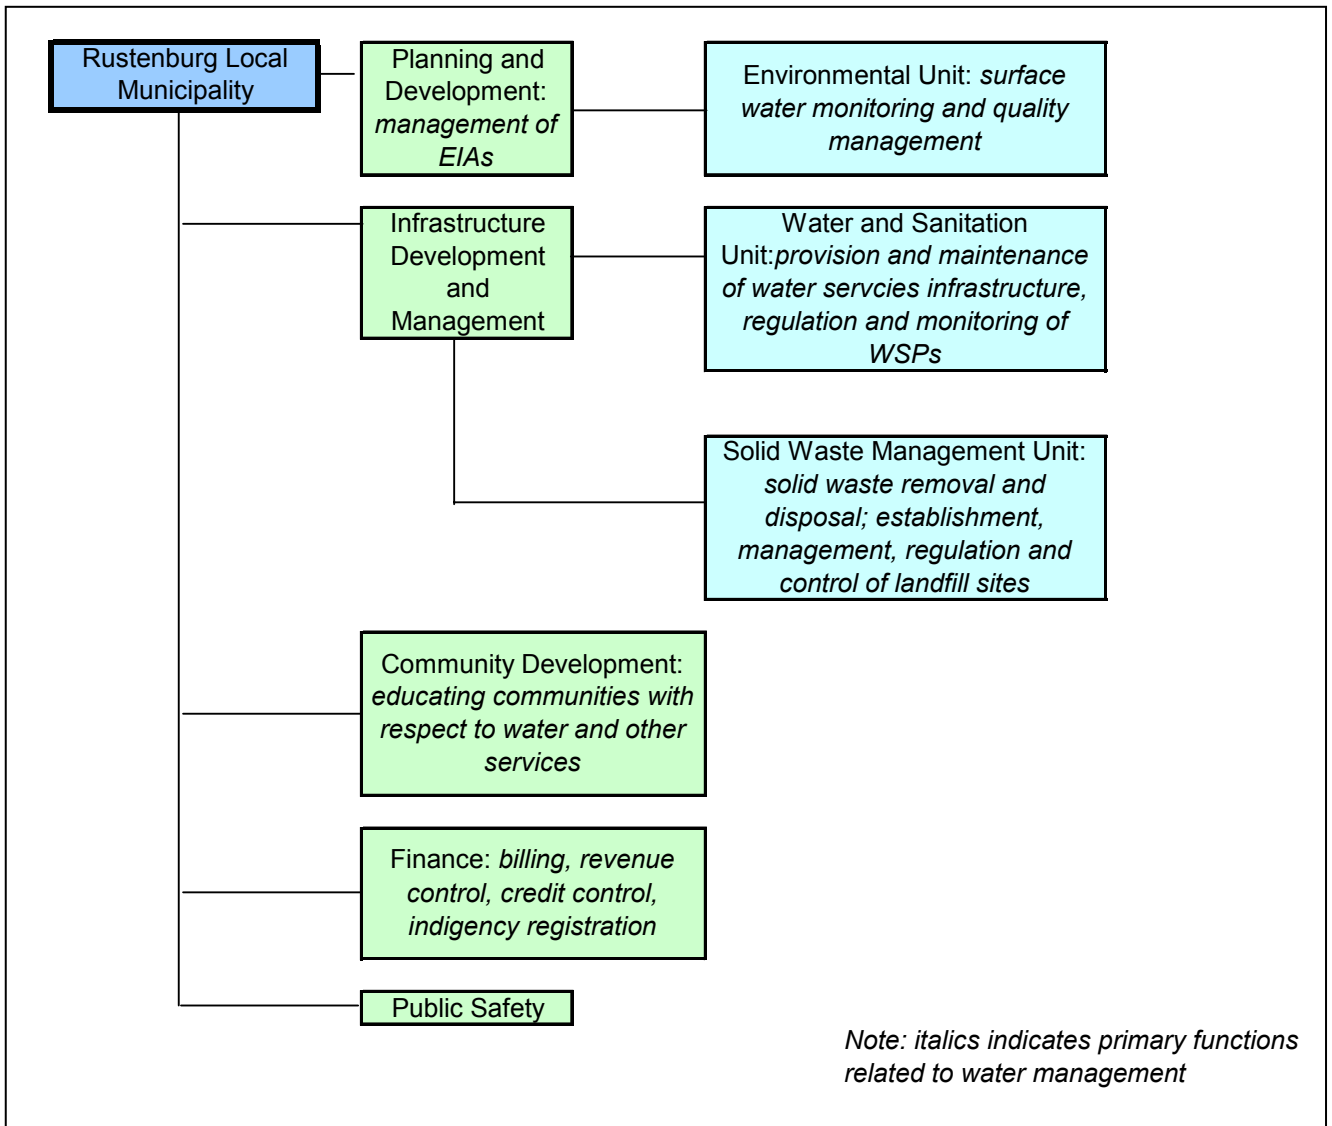 Rustenburg Local
Municipality
Planning and
Development:
management of
EIAs
Environmental Unit: surface
water monitoring and quality
management
Infrastructure
Development
and
Management
Water and Sanitation
Unit:provision and maintenance
of water servcies infrastructure,
regulation and monitoring of
WSPs
Solid Waste Management Unit:
solid waste removal and
disposal; establishment,
management, regulation and
control of landfill sites
Community Development:
educating communities with
respect to water and other
services
Finance: billing, revenue
control, credit control,
indigency registration
Public Safety
Note: italics indicates primary functions
related to water management